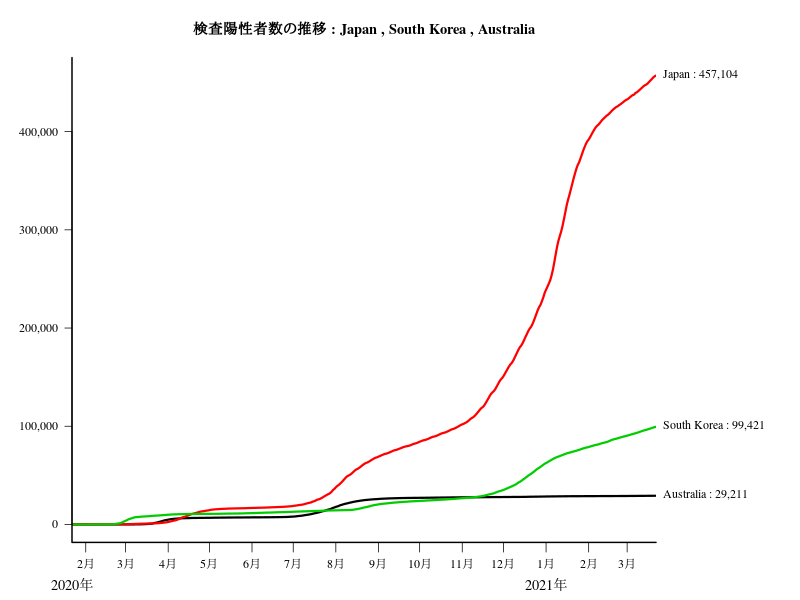 検査陽性者数の推移 : Japan , South Korea , Australia
Japan : 457,104
400,000
300,000
200,000
100,000
South Korea : 99,421
Australia : 29,211
0
2月 3月 4月 5月 6月 7月 8月 9月 10月 11月 12月 1月 2月 3月
2020年 2021年